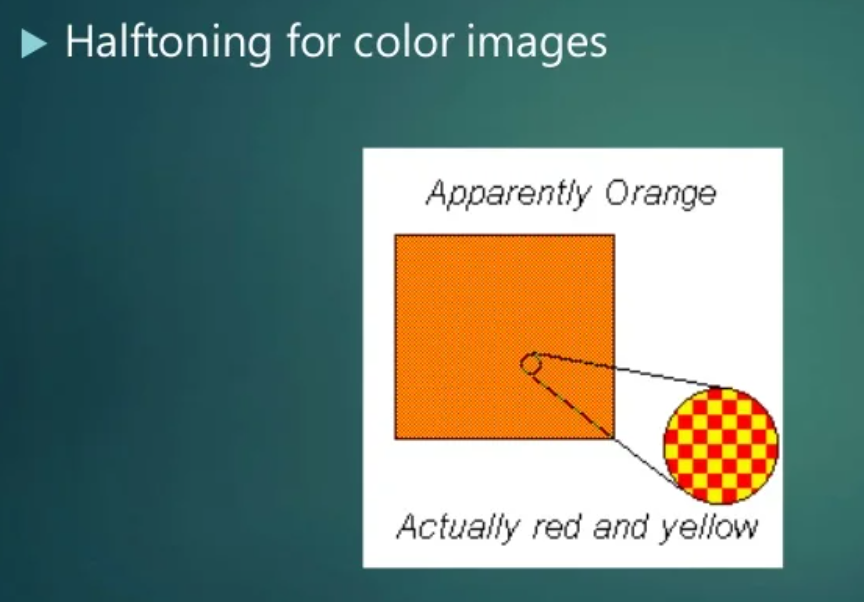 Halftoning for color images
Apparently Orange
Actually red and yellow